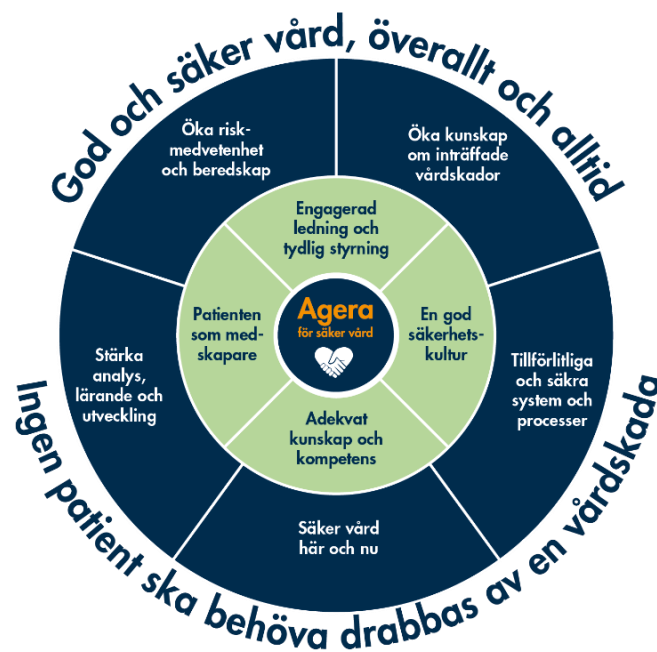 God och säker vård, överallt och alltid
Öka risk-
medvetenhet
och beredskap
Öka kunskap
om inträffade
vårdskador
Engagerad
ledning och
tydlig styrning
Patienten
som med-
skapare
Agera
för säker vård
En god
säkerhets-
kultur
Stärka
analys,
lärande och
utveckling
Tillförlitliga
och säkra
system och
processer
Adekvat
kunskap och
kompetens
Säker vård
här och nu
Ingen patient ska behöva drabbas av en vårdskada